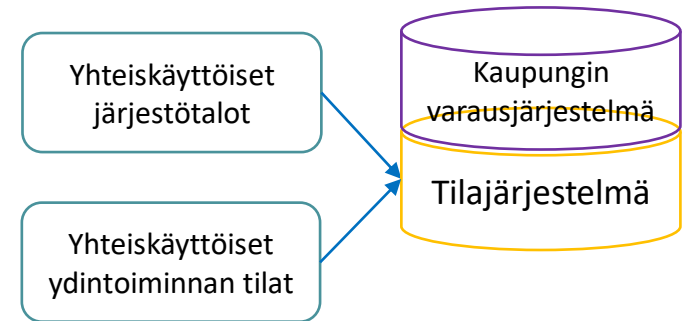 Yhteiskäyttöiset
järjestötalot
Kaupungin
varausjärjestelmä
Tilajärjestelmä
Yhteiskäyttöiset
ydintoiminnan tilat